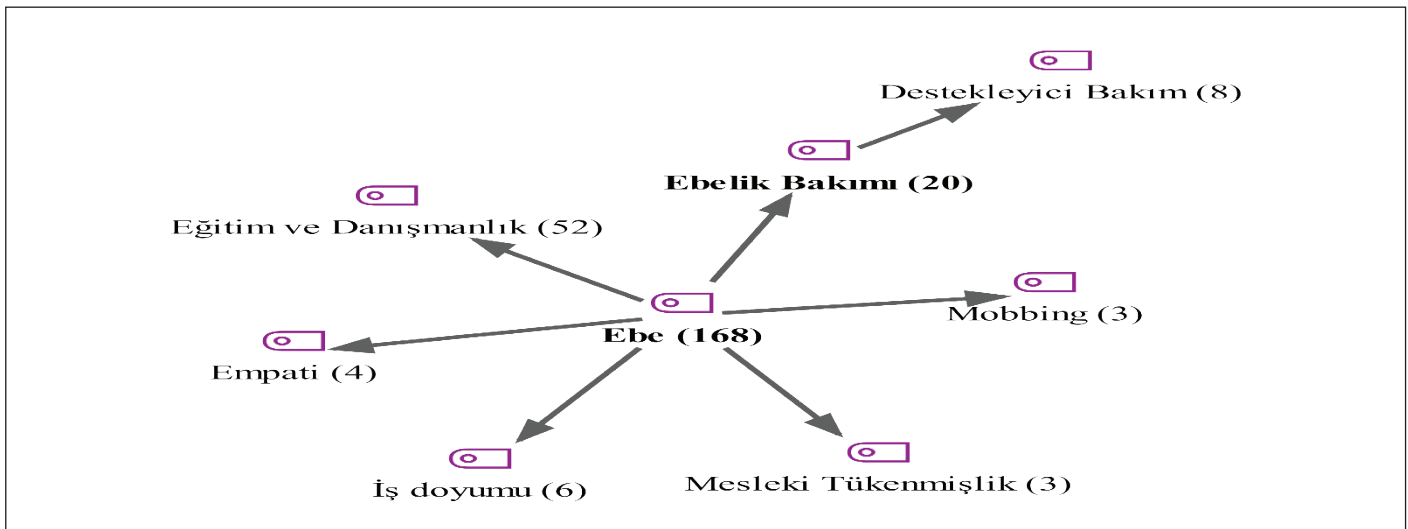 Destekleyici Bakım (8)
Ebelik Bakımı (20)
Eğitim ve Danışmanlık (52)
Mobbing (3)
Ebe (168)
Empati (4)
İş doyumu (6)
Mesleki Tükenmişlik (3)